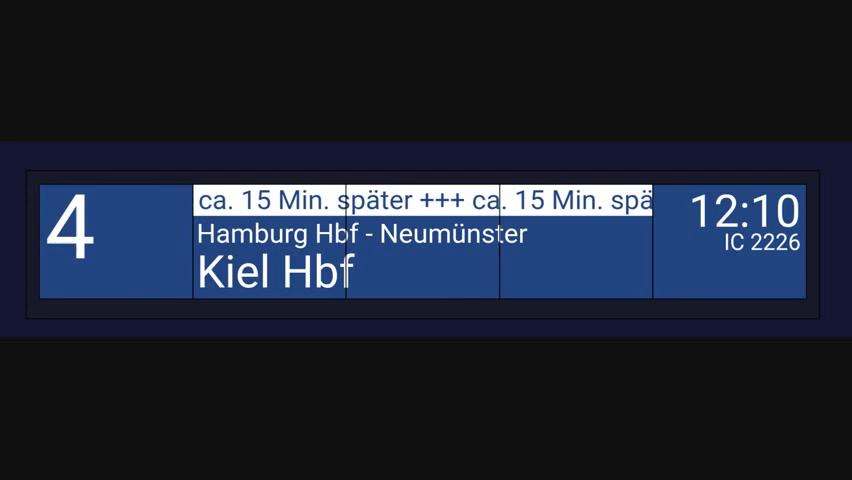 4
ca. 15 Min. später +++ ca. 15 Min. spä
Hamburg Hbf - Neumünster
Kiel Hbf
12:10
IC 2226